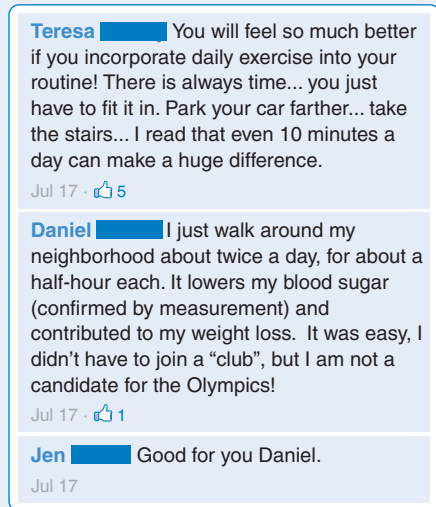 Teresa You will feel so much better
if you incorporate daily exercise into your
routine! There is always time... you just
have to fit it in. Park your car farther... take
the stairs... I read that even 10 minutes a
day can make a huge difference.
Jul 17 · 5
Daniel I just walk around my
neighborhood about twice a day, for about a
half-hour each. It lowers my blood sugar
(confirmed by measurement) and
contributed to my weight loss.  It was easy, I
didn’t have to join a “club”, but I am not a
candidate for the Olympics!
Jul 17 · 1
Jen Good for you Daniel.
Jul 17